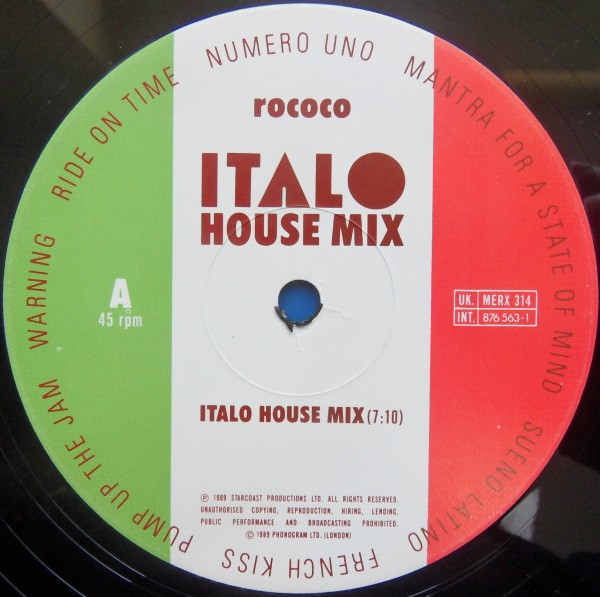 NUMERO UNO
MANTRA FOR A STATE OF MIND
SUENO LATINO
FRENCH KISS
PUMP UP THE JAM
WARNING
RIDE ON TIME
rococo
ITALO
HOUSE MIX
A
45 rpm
UK. MERX 314
INT. 876 563-1
ITALO HOUSE MIX (7:10)
℗ 1989 STARCOAST PRODUCTIONS LTD. ALL RIGHTS RESERVED.
UNAUTHORISED COPYING, REPRODUCTION, HIRING, LENDING,
PUBLIC PERFORMANCE AND BROADCASTING PROHIBITED.
© 1989 PHONOGRAM LTD. (LONDON)